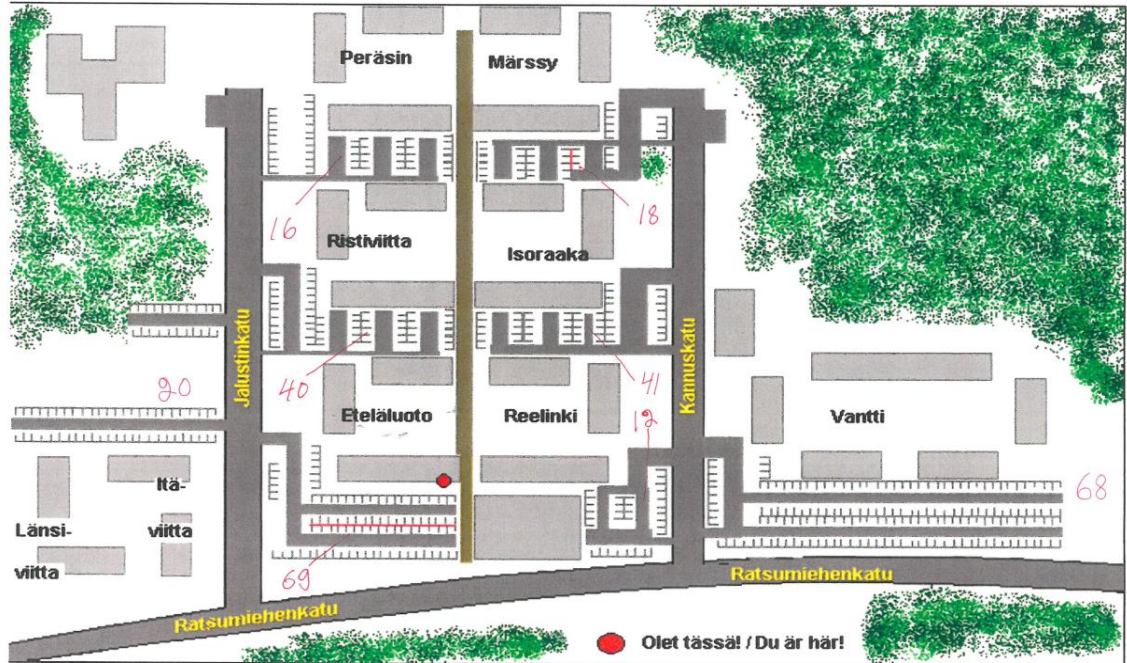 Peräsin
Märssy
16
18
Ristiviitta
Isoraaka
Jalustinkatu
Kannuskatu
20
40
41
12
Eteläluoto
Reelinki
Vantti
68
Itä-
viitta
Länsi-
viitta
69
Ratsumiehenkatu
Ratsumiehenkatu
Olet tässä! / Du är här!